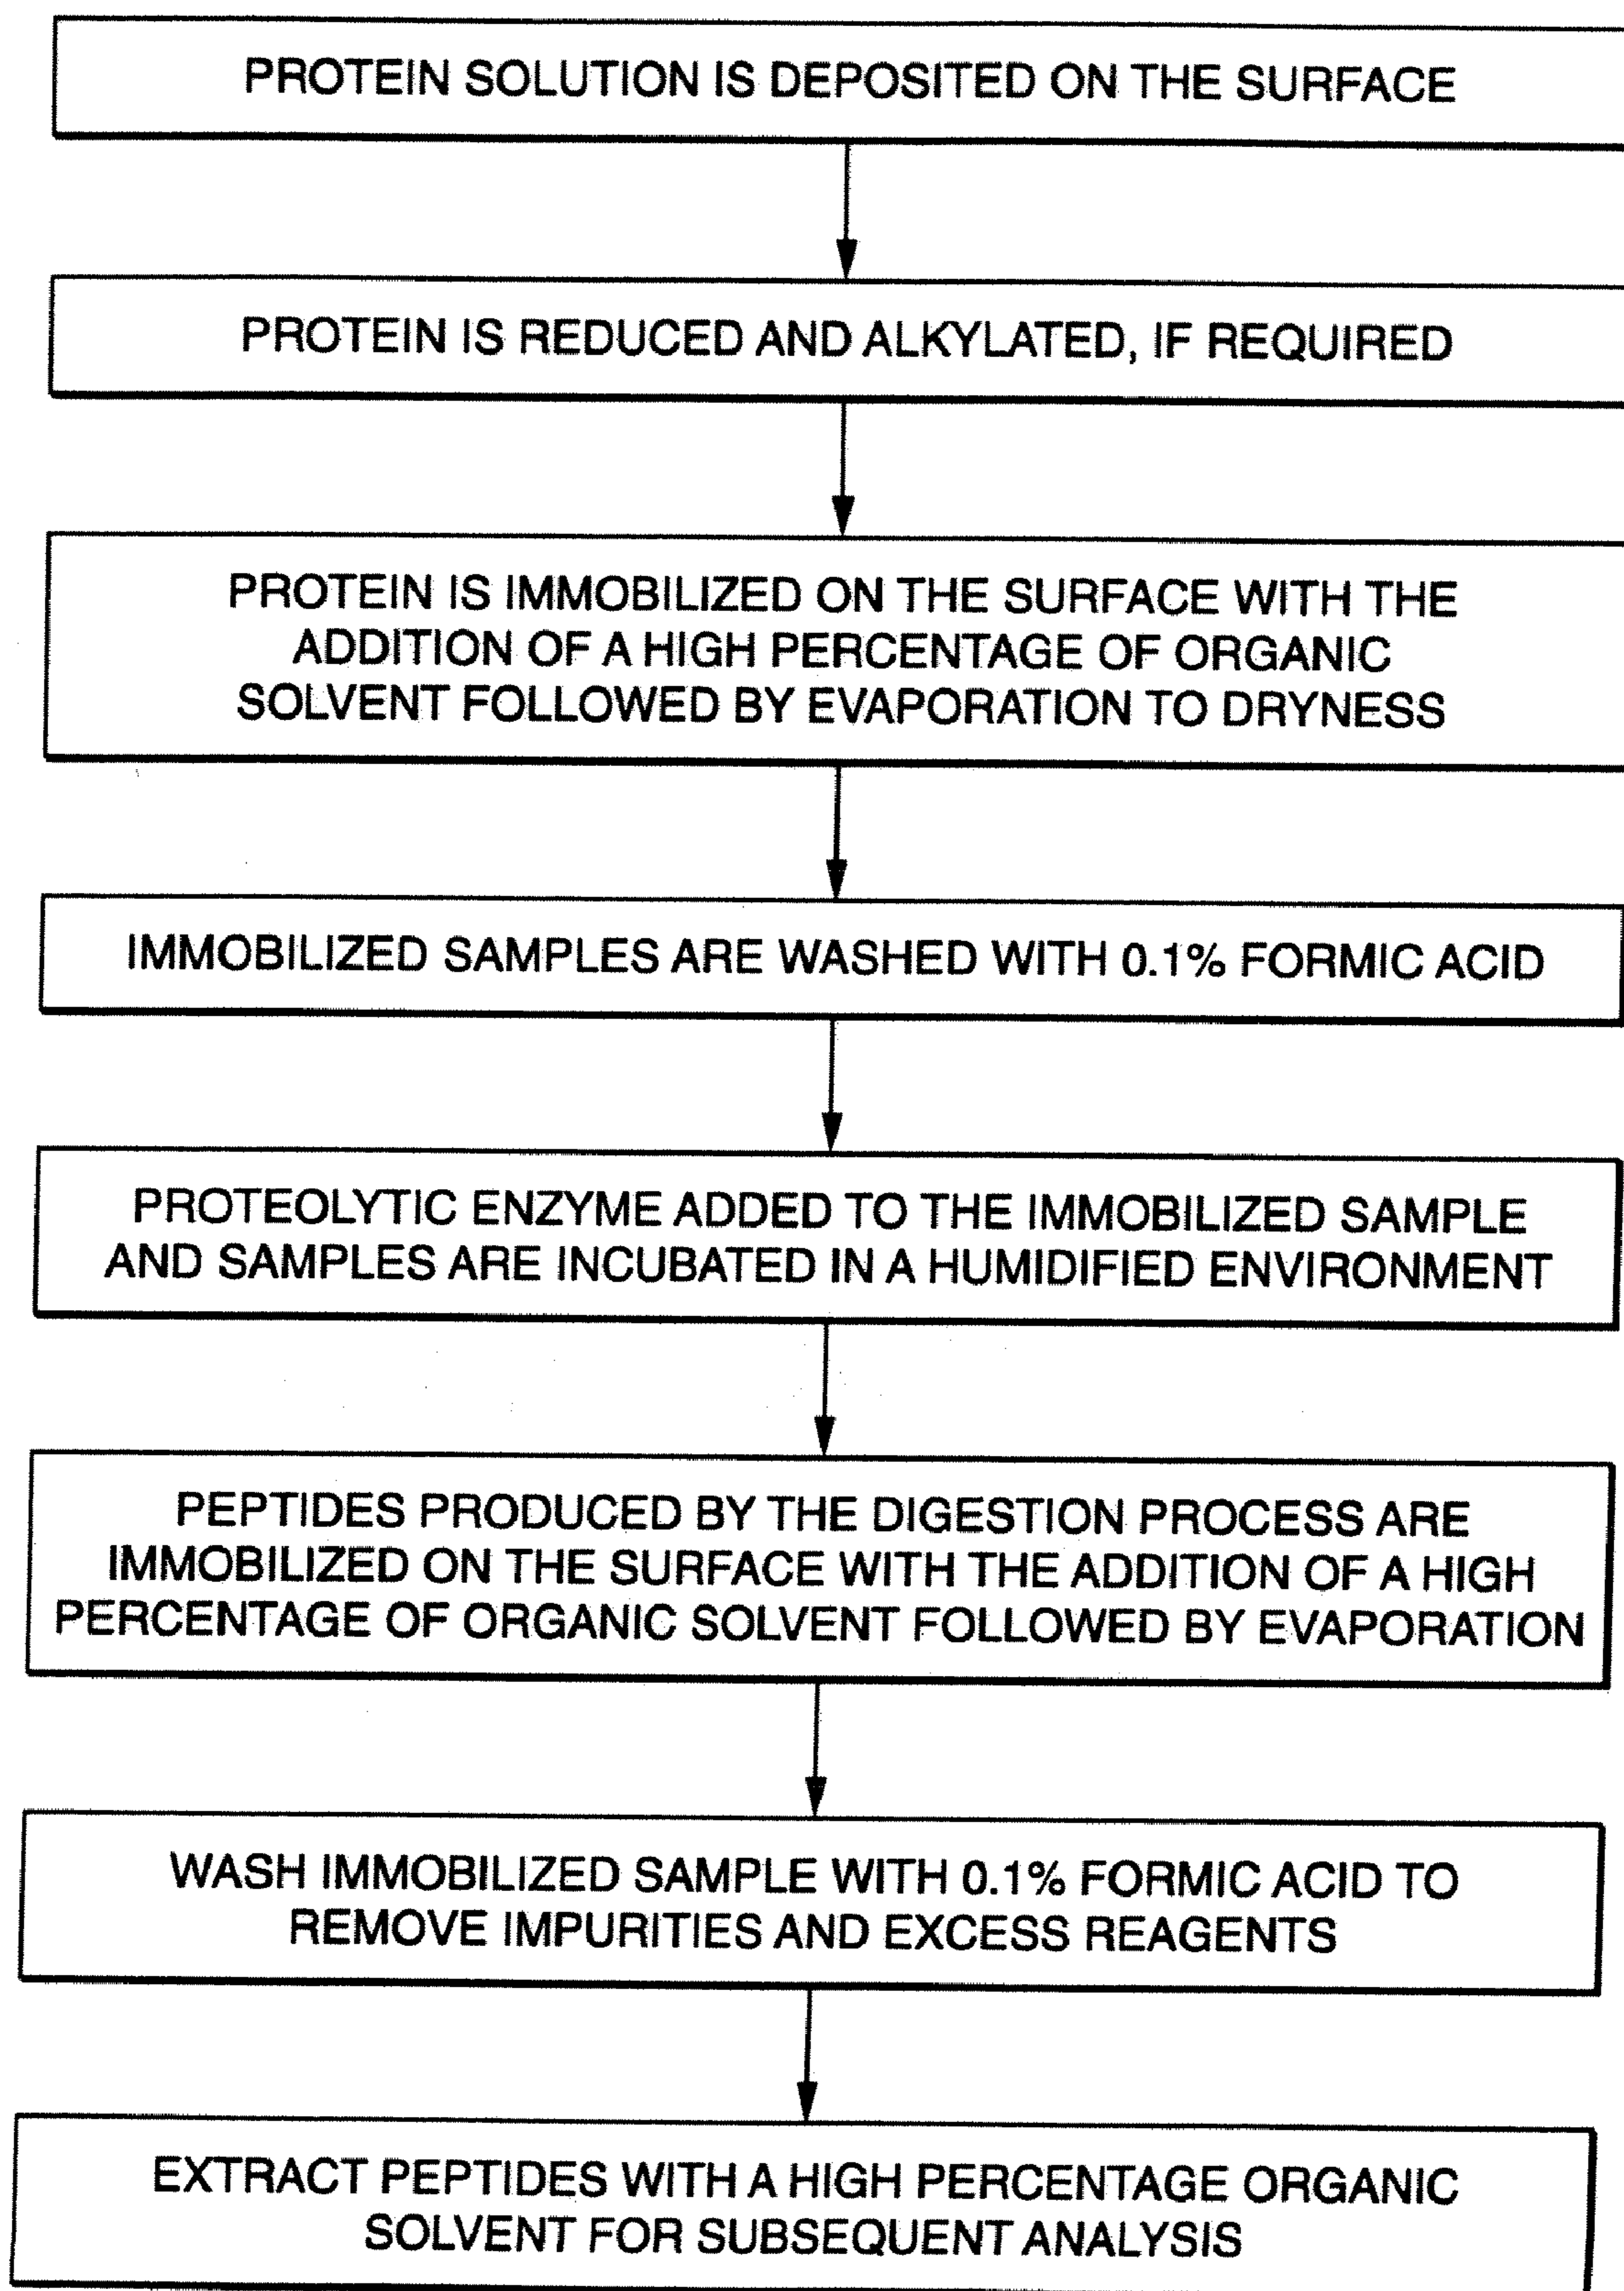 PROTEIN SOLUTION IS DEPOSITED ON THE SURFACE
PROTEIN IS REDUCED AND ALKYLATED, IF REQUIRED
PROTEIN IS IMMOBILIZED ON THE SURFACE WITH THE
ADDITION OF A HIGH PERCENTAGE OF ORGANIC
SOLVENT FOLLOWED BY EVAPORATION TO DRYNESS
IMMOBILIZED SAMPLES ARE WASHED WITH 0.1% FORMIC ACID
PROTEOLYTIC ENZYME ADDED TO THE IMMOBILIZED SAMPLE
AND SAMPLES ARE INCUBATED IN A HUMIDIFIED ENVIRONMENT
PEPTIDES PRODUCED BY THE DIGESTION PROCESS ARE
IMMOBILIZED ON THE SURFACE WITH THE ADDITION OF A HIGH
PERCENTAGE OF ORGANIC SOLVENT FOLLOWED BY EVAPORATION
WASH IMMOBILIZED SAMPLE WITH 0.1% FORMIC ACID TO
REMOVE IMPURITIES AND EXCESS REAGENTS
EXTRACT PEPTIDES WITH A HIGH PERCENTAGE ORGANIC
SOLVENT FOR SUBSEQUENT ANALYSIS